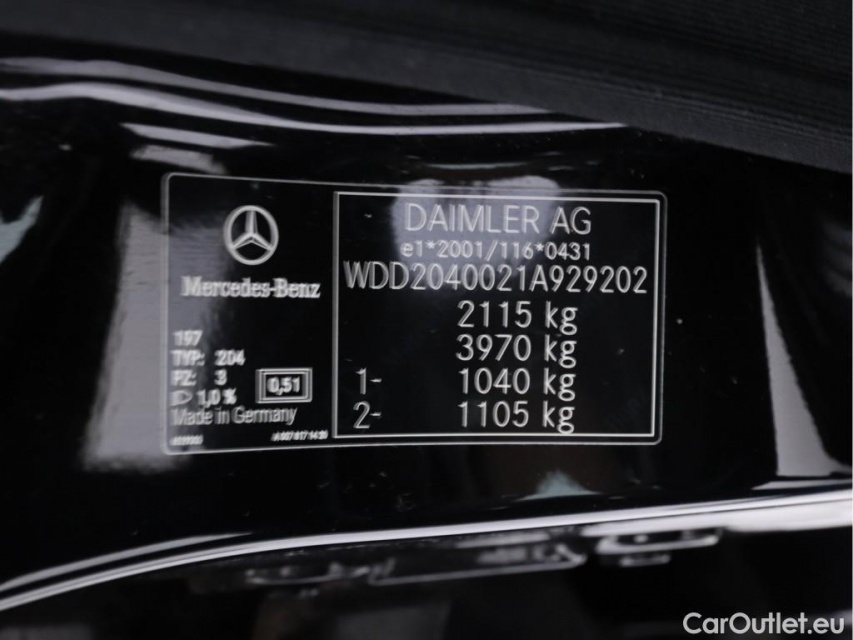 Mercedes-Benz
197
TYP: 204
FZ: 3
1,0 %
0,51
Made in Germany
DAIMLER AG
e1*2001/116*0431
WDD2040021A929202
2115 kg
3970 kg
1- 1040 kg
2- 1105 kg
CarOutlet.eu